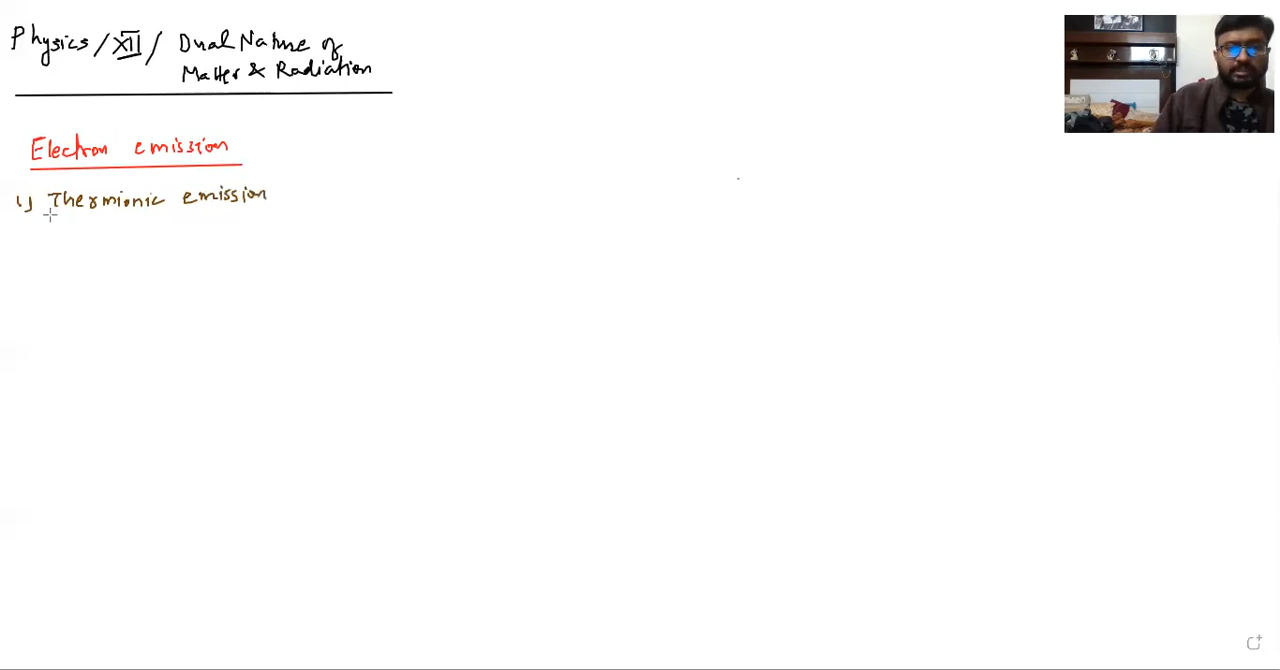 Physics / XII / Dual Nature of
Matter & Radiation
Electron emission
1) Thermionic emission